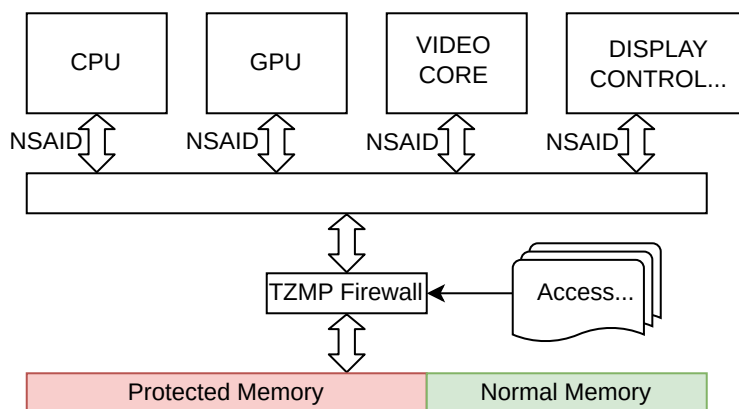 CPU
GPU
VIDEO
CORE
DISPLAY
CONTROL...
NSAID
NSAID
NSAID
NSAID
TZMP Firewall
Access...
Protected Memory
Normal Memory